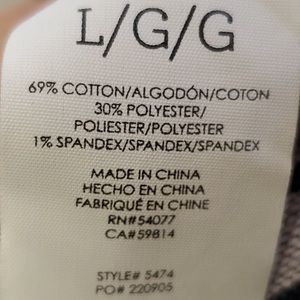 L/G/G
69% COTTON/ALGODÓN/COTON
30% POLYESTER/
POLIESTER/POLYESTER
1% SPANDEX/SPANDEX/SPANDEX
MADE IN CHINA
HECHO EN CHINA
FABRIQUÉ EN CHINE
RN#54077
CA#59814
STYLE# 5474
PO# 220905